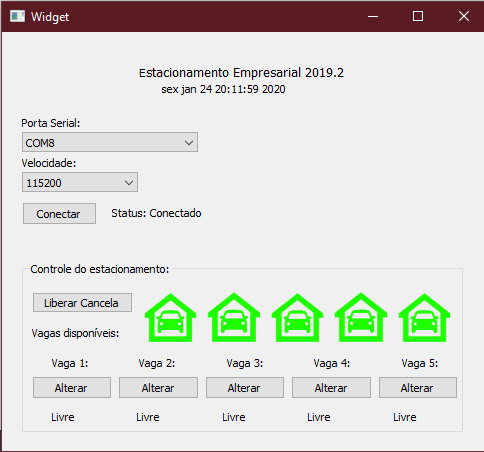 Widget
Estacionamento Empresarial 2019.2
sex jan 24 20:11:59 2020
Porta Serial:
COM8
Velocidade:
115200
Conectar Status: Conectado
Controle do estacionamento:
Liberar Cancela
Vagas disponíveis:
Vaga 1: Vaga 2: Vaga 3: Vaga 4: Vaga 5:
Alterar Alterar Alterar Alterar Alterar
Livre Livre Livre Livre Livre